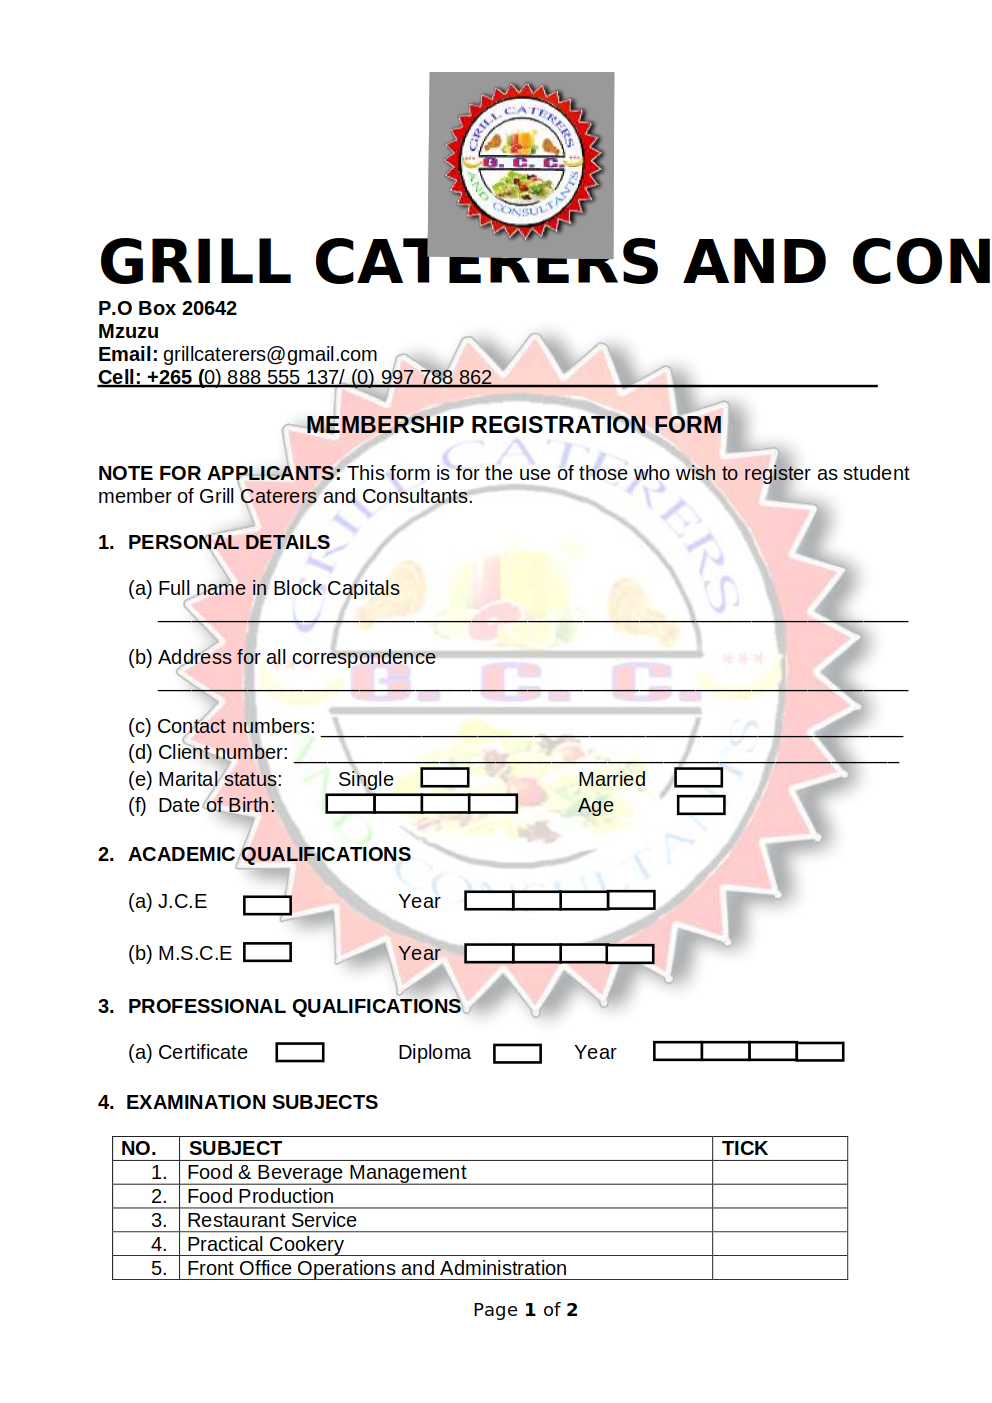 GRILL CATERERS
*** G. C. C. ***
AND CONSULTANTS
GRILL CATERERS AND CON
P.O Box 20642
Mzuzu
Email: grillcaterers@gmail.com
Cell: +265 (0) 888 555 137/ (0) 997 788 862
MEMBERSHIP REGISTRATION FORM
NOTE FOR APPLICANTS: This form is for the use of those who wish to register as student
member of Grill Caterers and Consultants.
1. PERSONAL DETAILS
(a) Full name in Block Capitals
(b) Address for all correspondence
(c) Contact numbers:
(d) Client number:
(e) Marital status: Single Married
(f) Date of Birth: Age
2. ACADEMIC QUALIFICATIONS
(a) J.C.E Year
(b) M.S.C.E Year
3. PROFESSIONAL QUALIFICATIONS
(a) Certificate Diploma Year
4. EXAMINATION SUBJECTS
NO. SUBJECT TICK
1. Food & Beverage Management
2. Food Production
3. Restaurant Service
4. Practical Cookery
5. Front Office Operations and Administration
Page 1 of 2
GRILL CATERERS
G. C. C. ***
AND CONSULTANTS